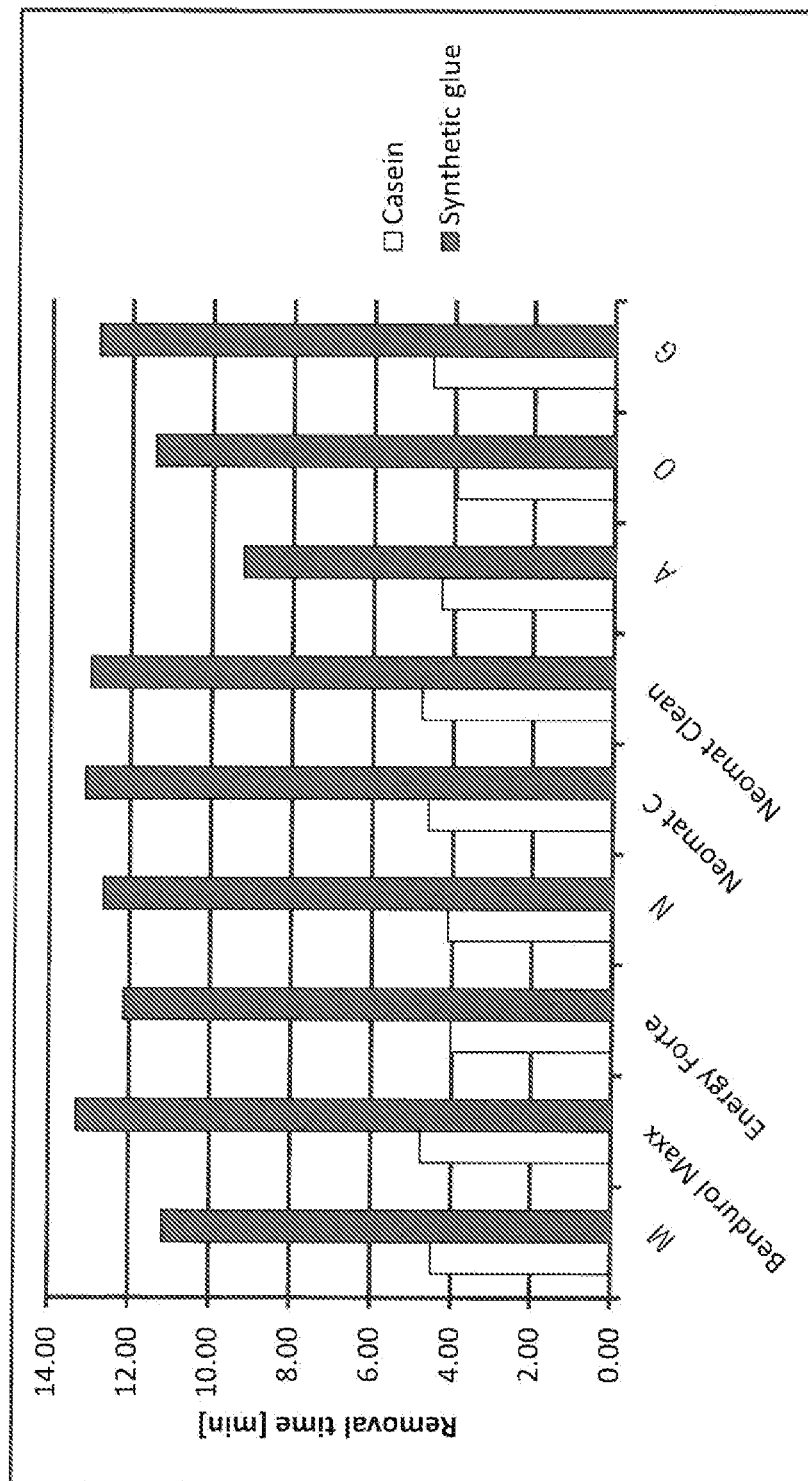 Removal time [min]
14.00
12.00
10.00
8.00
6.00
4.00
2.00
0.00
M
Bendurol Maxx
Energy Forte
N
Neomat C
Neomat Clean
A
O
G
Casein
Synthetic glue